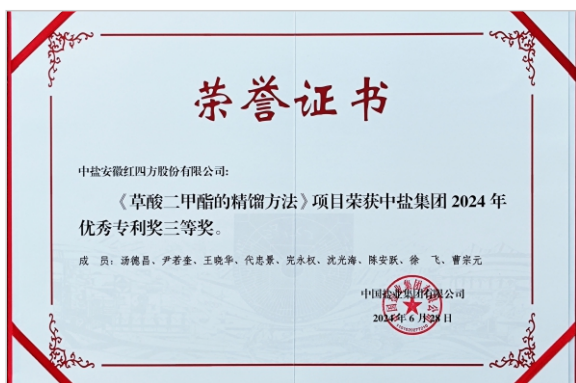 荣誉证书
中盐安徽红四方股份有限公司:
《草酸二甲酯的精馏方法》项目荣获中盐集团 2024 年
优秀专利奖三等奖。
成 员:汤德昌、尹若奎、王晓华、代忠景、完永权、沈光海、陈安跃、徐 飞、曹宗元
中国盐业集团有限公司
2024 年 6 月 28 日